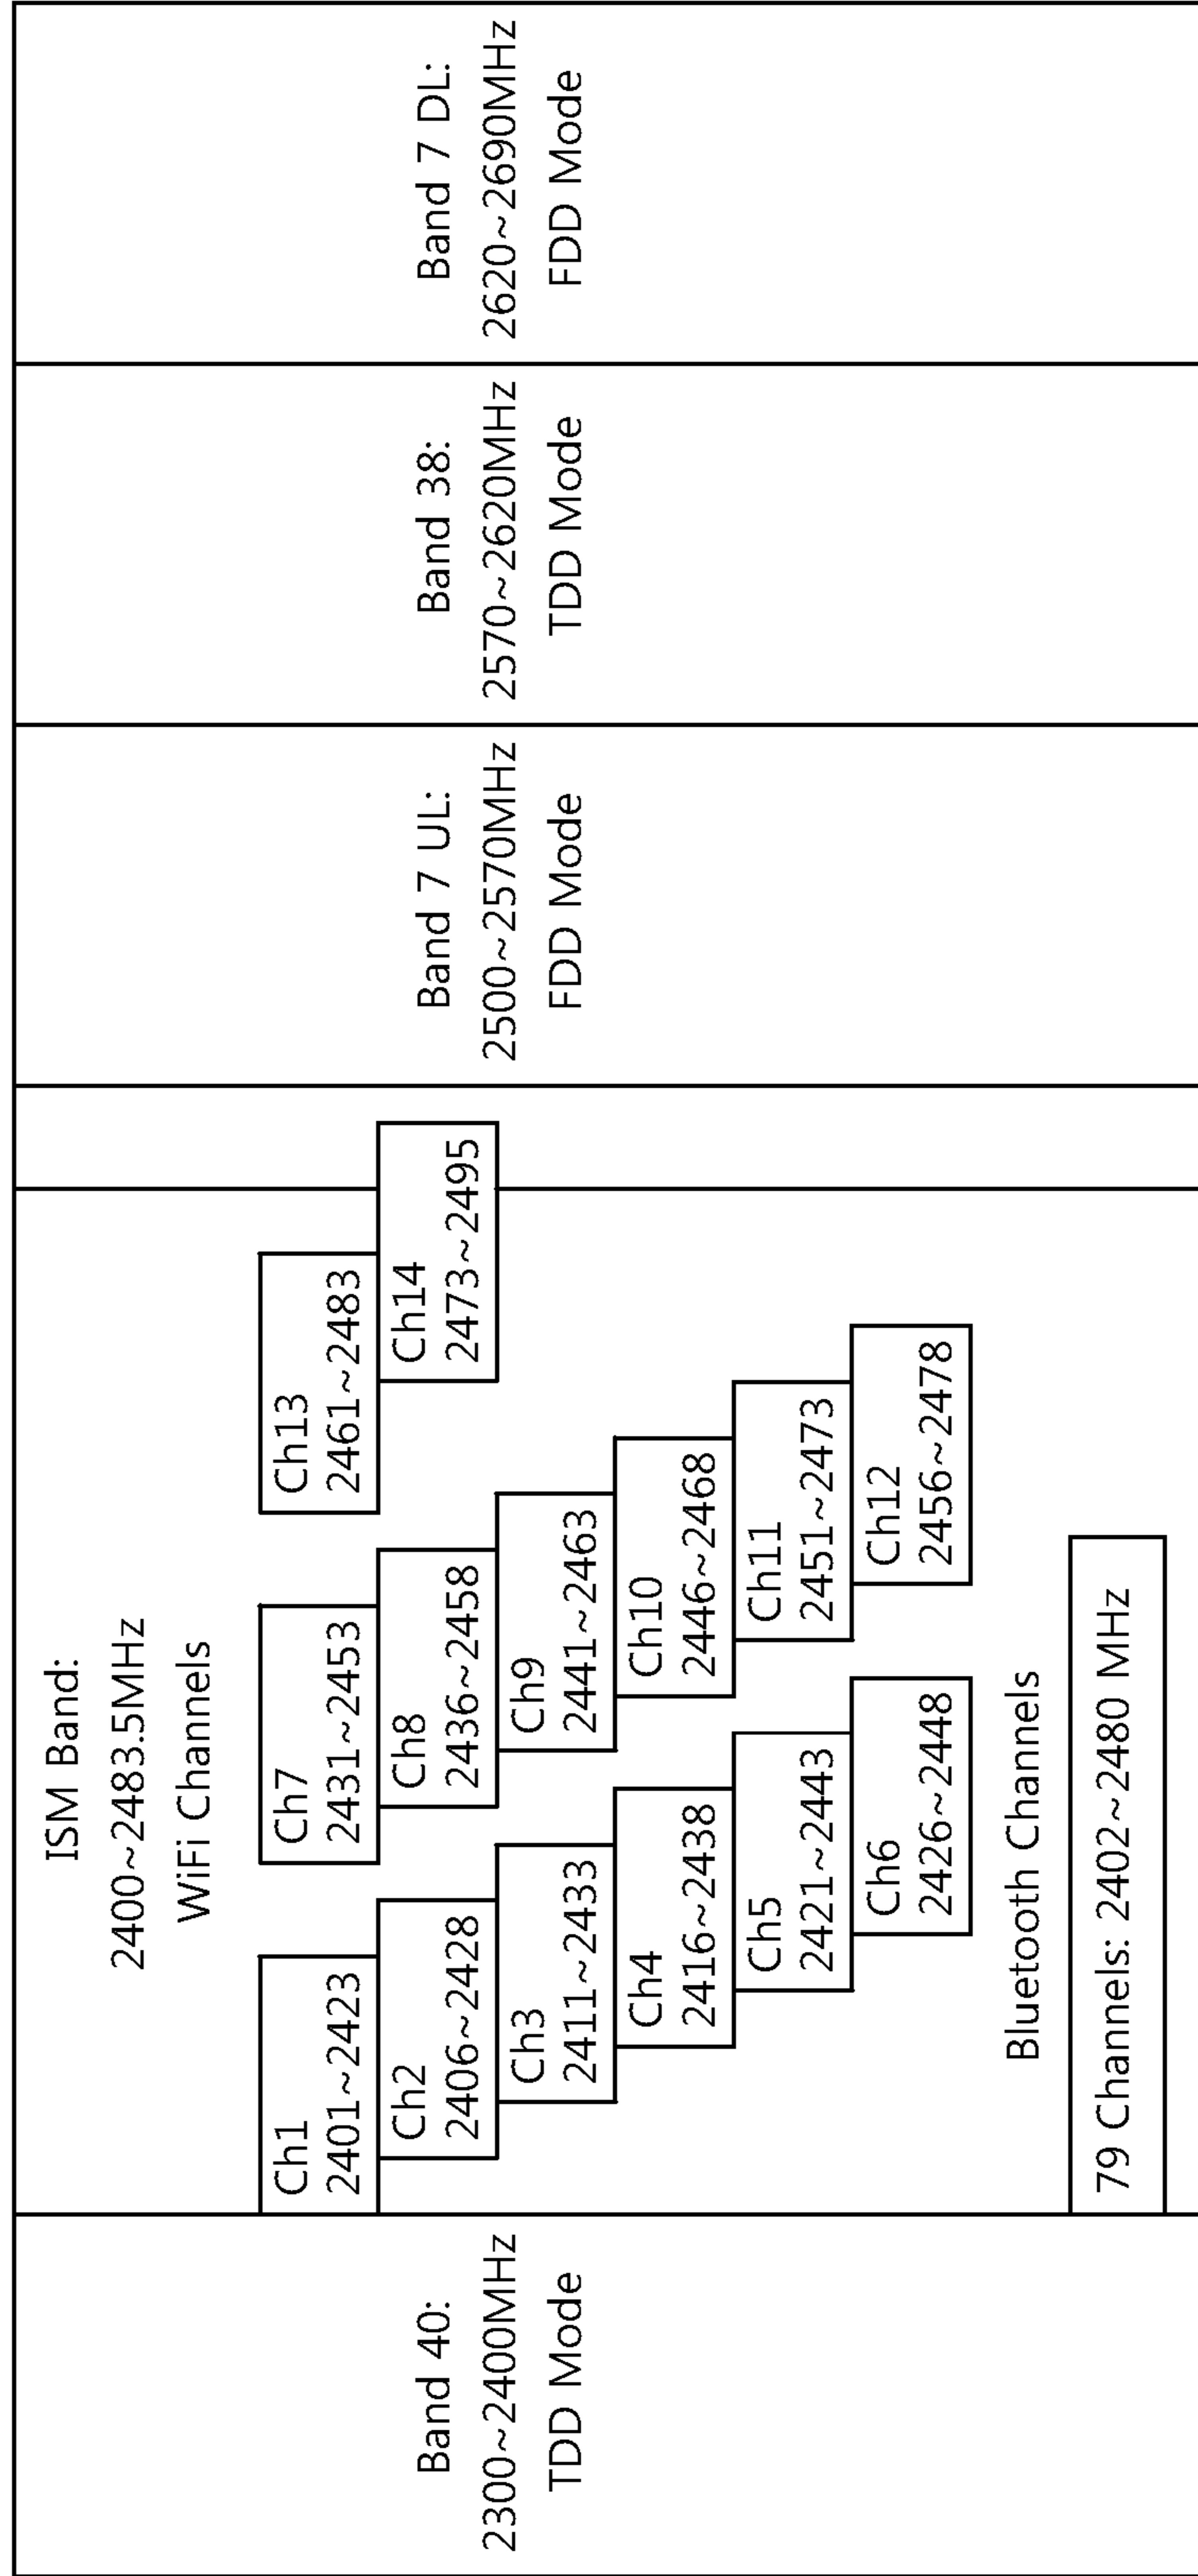 Band 40:
2300~2400MHz
TDD Mode
ISM Band:
2400~2483.5MHz
WiFi Channels
Ch1
2401~2423
Ch2
2406~2428
Ch3
2411~2433
Ch4
2416~2438
Ch5
2421~2443
Ch6
2426~2448
Ch7
2431~2453
Ch8
2436~2458
Ch9
2441~2463
Ch10
2446~2468
Ch11
2451~2473
Ch12
2456~2478
Ch13
2461~2483
Ch14
2473~2495
Bluetooth Channels
79 Channels: 2402~2480 MHz
Band 7 UL:
2500~2570MHz
FDD Mode
Band 38:
2570~2620MHz
TDD Mode
Band 7 DL:
2620~2690MHz
FDD Mode